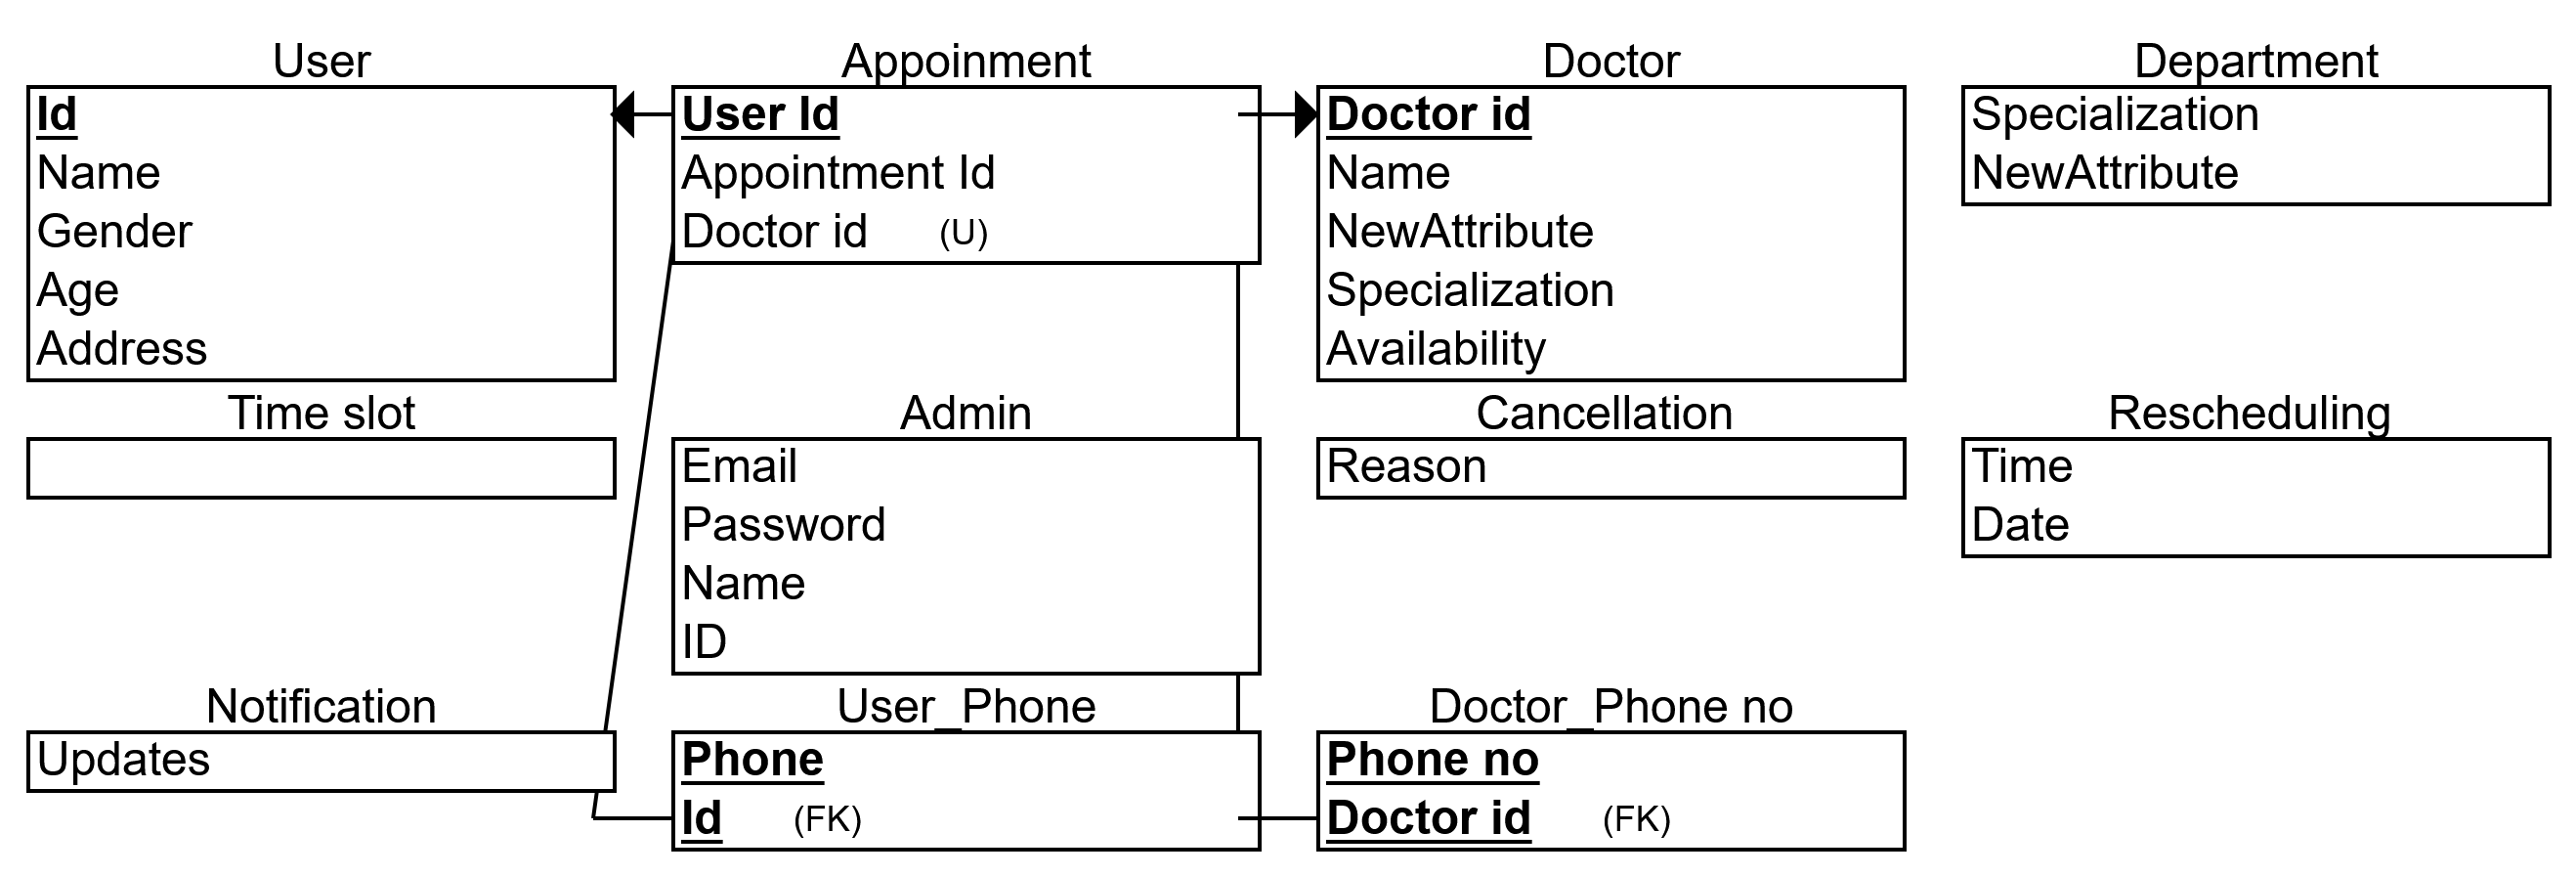 User
Id
Name
Gender
Age
Address
Appoinment
User Id
Appointment Id
Doctor id (U)
Doctor
Doctor id
Name
NewAttribute
Specialization
Availability
Department
Specialization
NewAttribute
Time slot
Admin
Email
Password
Name
ID
Cancellation
Reason
Rescheduling
Time
Date
Notification
Updates
User_Phone
Phone
Id (FK)
Doctor_Phone no
Phone no
Doctor id (FK)